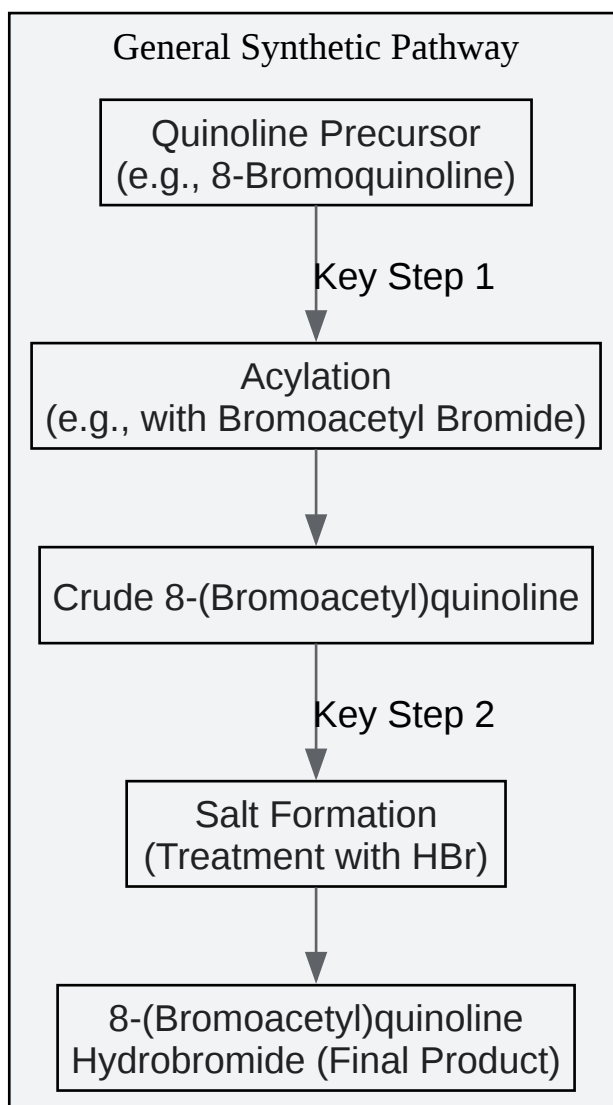 General Synthetic Pathway
Quinoline Precursor
(e.g., 8-Bromoquinoline)
Key Step 1
Acylation
(e.g., with Bromoacetyl Bromide)
Crude 8-(Bromoacetyl)quinoline
Key Step 2
Salt Formation
(Treatment with HBr)
8-(Bromoacetyl)quinoline
Hydrobromide (Final Product)